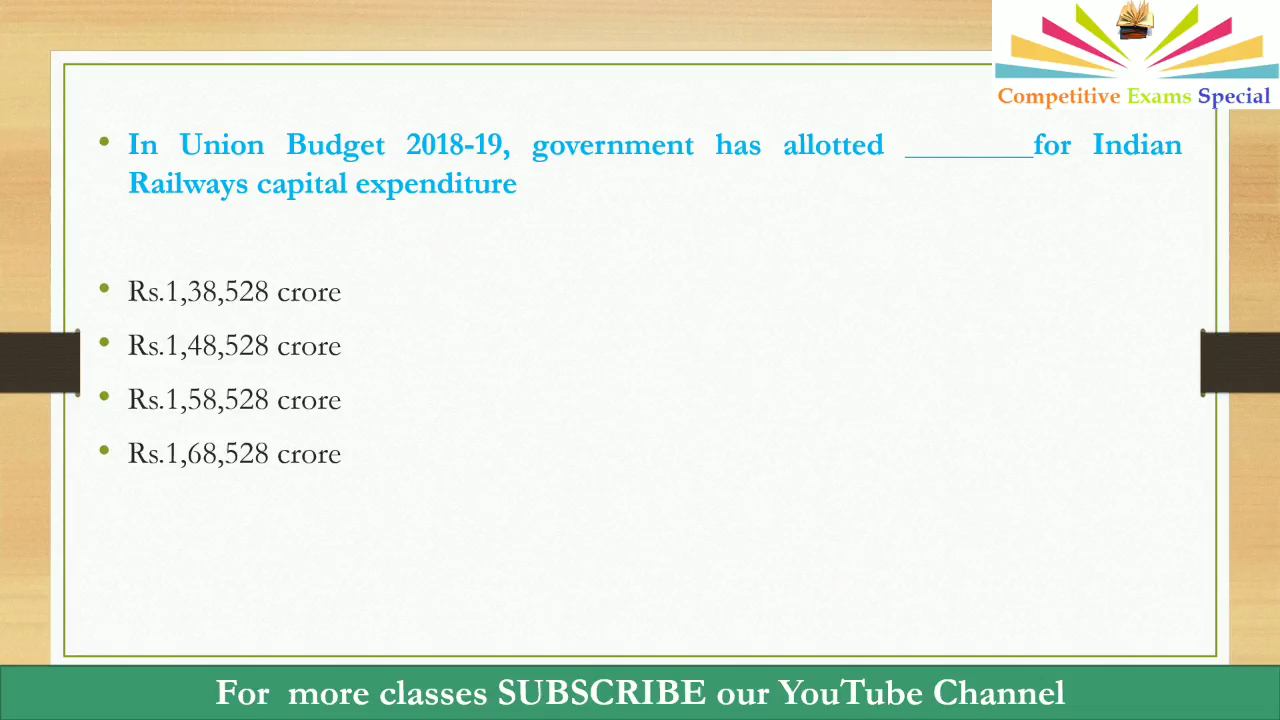 Competitive Exams Special
• In Union Budget 2018-19, government has allotted _________for Indian
Railways capital expenditure
• Rs.1,38,528 crore
• Rs.1,48,528 crore
• Rs.1,58,528 crore
• Rs.1,68,528 crore
For more classes SUBSCRIBE our YouTube Channel